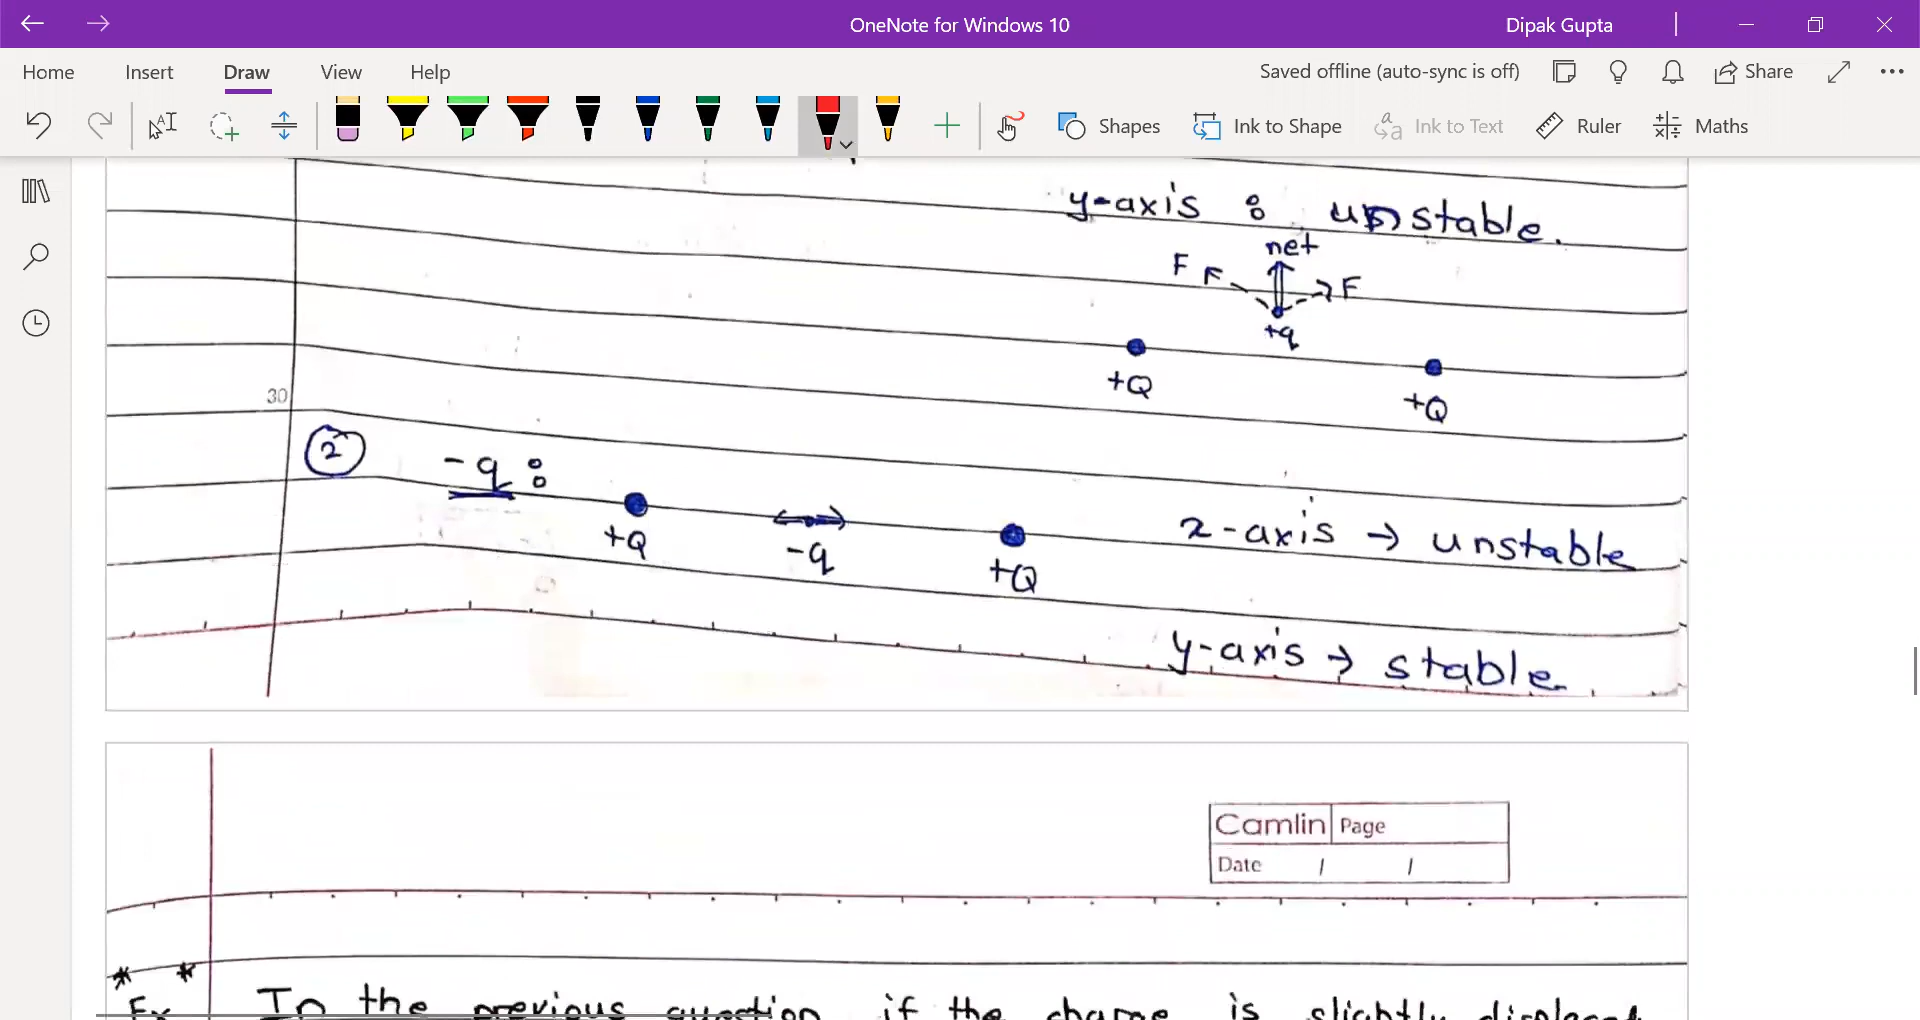 OneNote for Windows 10
Dipak Gupta
Home Insert Draw View Help
Saved offline (auto-sync is off) Share
Shapes Ink to Shape Ink to Text Ruler Maths
y-axis : unstable.
net
F F
+q
+Q +Q
30
2 -q :
+Q -q +Q
x-axis → unstable
y-axis → stable
Camlin Page
Date / /
* *
Ex In the previous question if the charge is slightly displaced